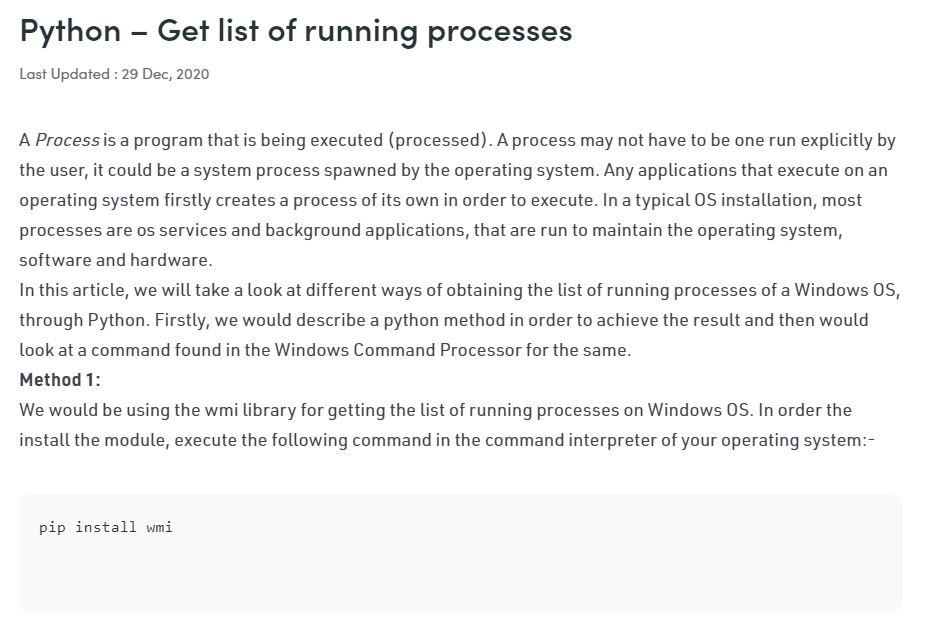 Python – Get list of running processes
Last Updated : 29 Dec, 2020
A Process is a program that is being executed (processed). A process may not have to be one run explicitly by
the user, it could be a system process spawned by the operating system. Any applications that execute on an
operating system firstly creates a process of its own in order to execute. In a typical OS installation, most
processes are os services and background applications, that are run to maintain the operating system,
software and hardware.
In this article, we will take a look at different ways of obtaining the list of running processes of a Windows OS,
through Python. Firstly, we would describe a python method in order to achieve the result and then would
look at a command found in the Windows Command Processor for the same.
Method 1:
We would be using the wmi library for getting the list of running processes on Windows OS. In order the
install the module, execute the following command in the command interpreter of your operating system:-
pip install wmi